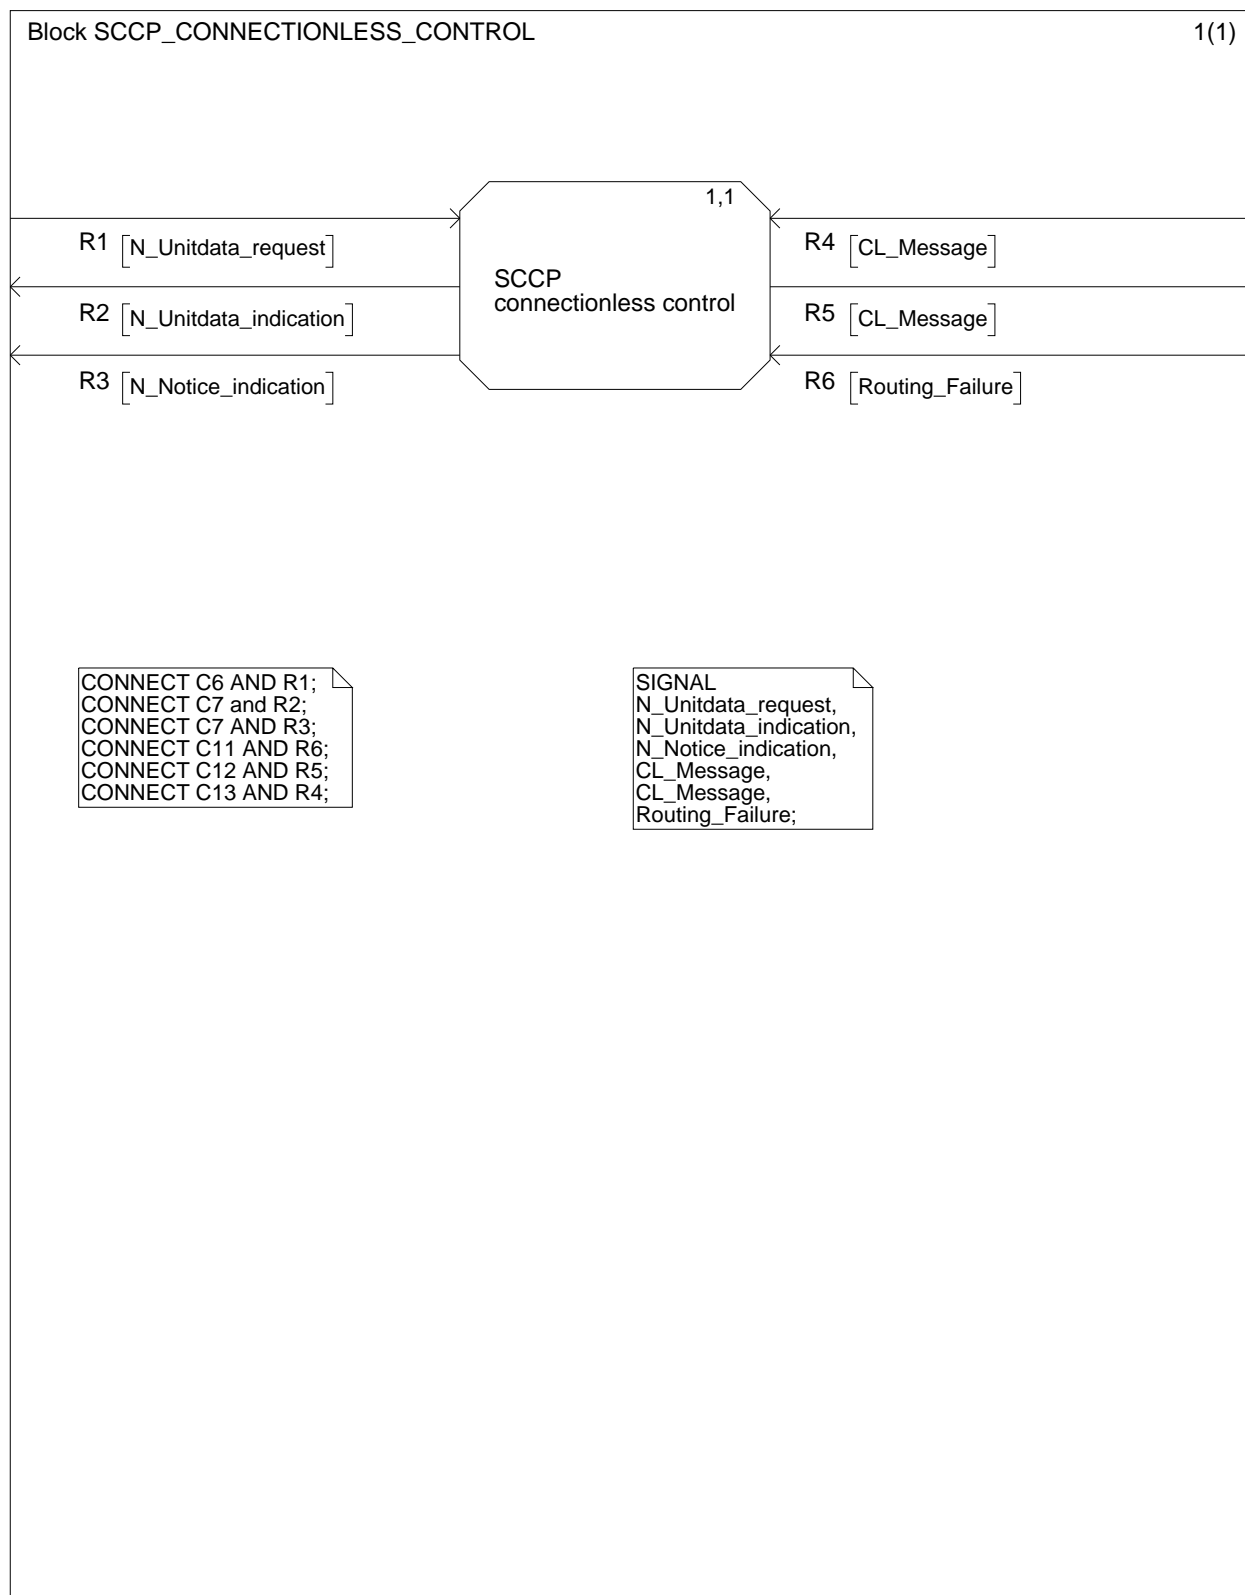 Block SCCP_CONNECTIONLESS_CONTROL 1(1)
1,1
R1 [N_Unitdata_request]
R4 [CL_Message]
SCCP
connectionless control
R2 [N_Unitdata_indication]
R5 [CL_Message]
R3 [N_Notice_indication]
R6 [Routing_Failure]
CONNECT C6 AND R1;
CONNECT C7 and R2;
CONNECT C7 AND R3;
CONNECT C11 AND R6;
CONNECT C12 AND R5;
CONNECT C13 AND R4;
SIGNAL
N_Unitdata_request,
N_Unitdata_indication,
N_Notice_indication,
CL_Message,
CL_Message,
Routing_Failure;